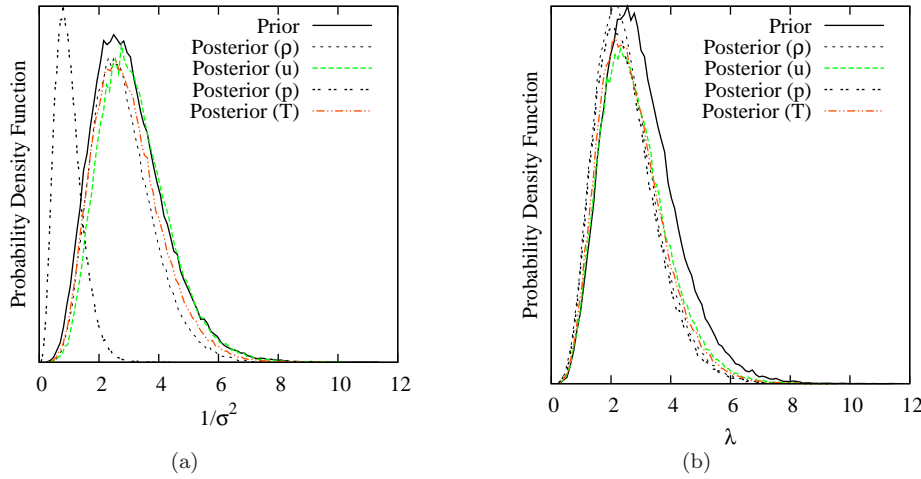 Probability Density Function
Prior
Posterior (ρ)
Posterior (u)
Posterior (p)
Posterior (T)
0 2 4 6 8 10 12
1/σ²
(a)
Probability Density Function
Prior
Posterior (ρ)
Posterior (u)
Posterior (p)
Posterior (T)
0 2 4 6 8 10 12
λ
(b)